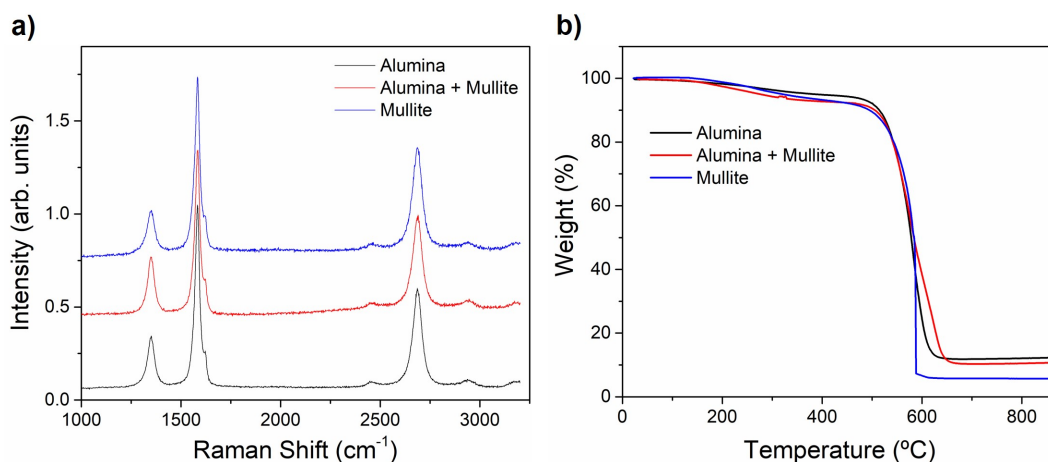 a)
Alumina
Alumina + Mullite
Mullite
1.5
1.0
0.5
0.0
Intensity (arb. units)
1000 1500 2000 2500 3000
Raman Shift (cm⁻¹)
b)
100
80
60
40
20
0
Weight (%)
Alumina
Alumina + Mullite
Mullite
0 200 400 600 800
Temperature (ºC)